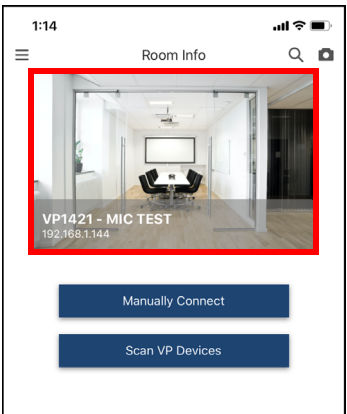 1:14
Room Info
VP1421 - MIC TEST
192.168.1.144
Manually Connect
Scan VP Devices